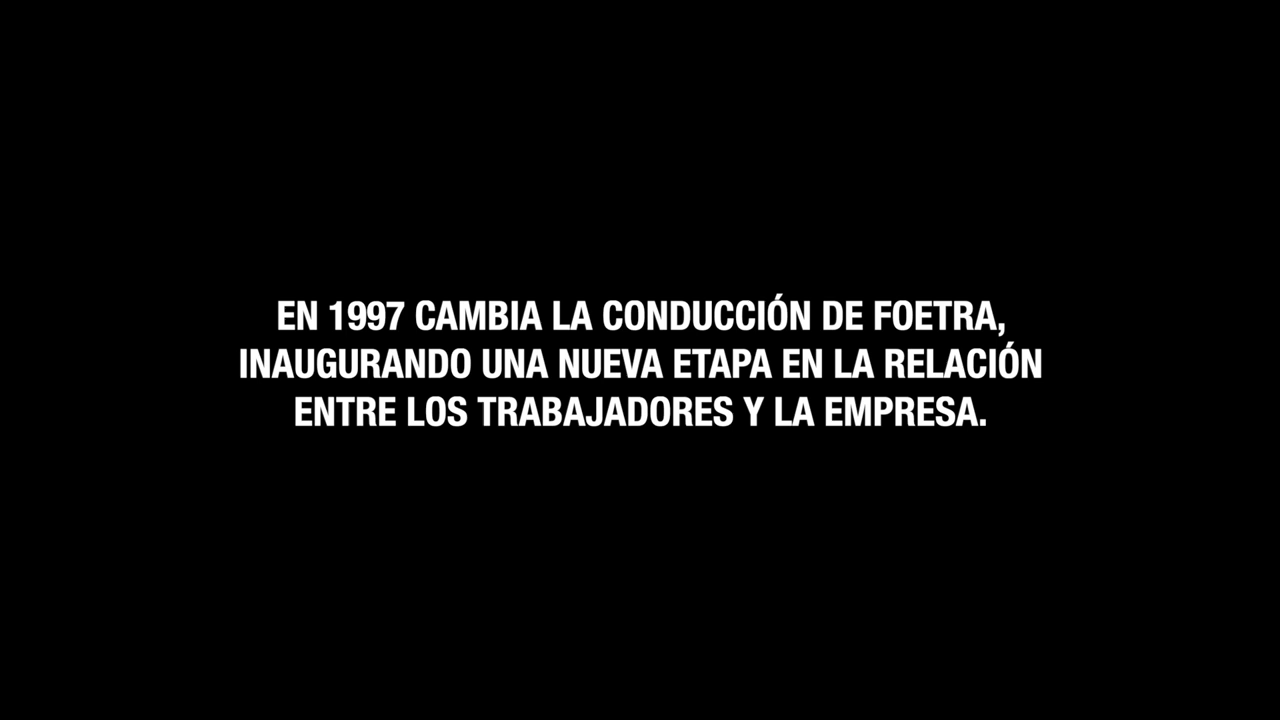 EN 1997 CAMBIA LA CONDUCCIÓN DE FOETRA,
INAUGURANDO UNA NUEVA ETAPA EN LA RELACIÓN
ENTRE LOS TRABAJADORES Y LA EMPRESA.